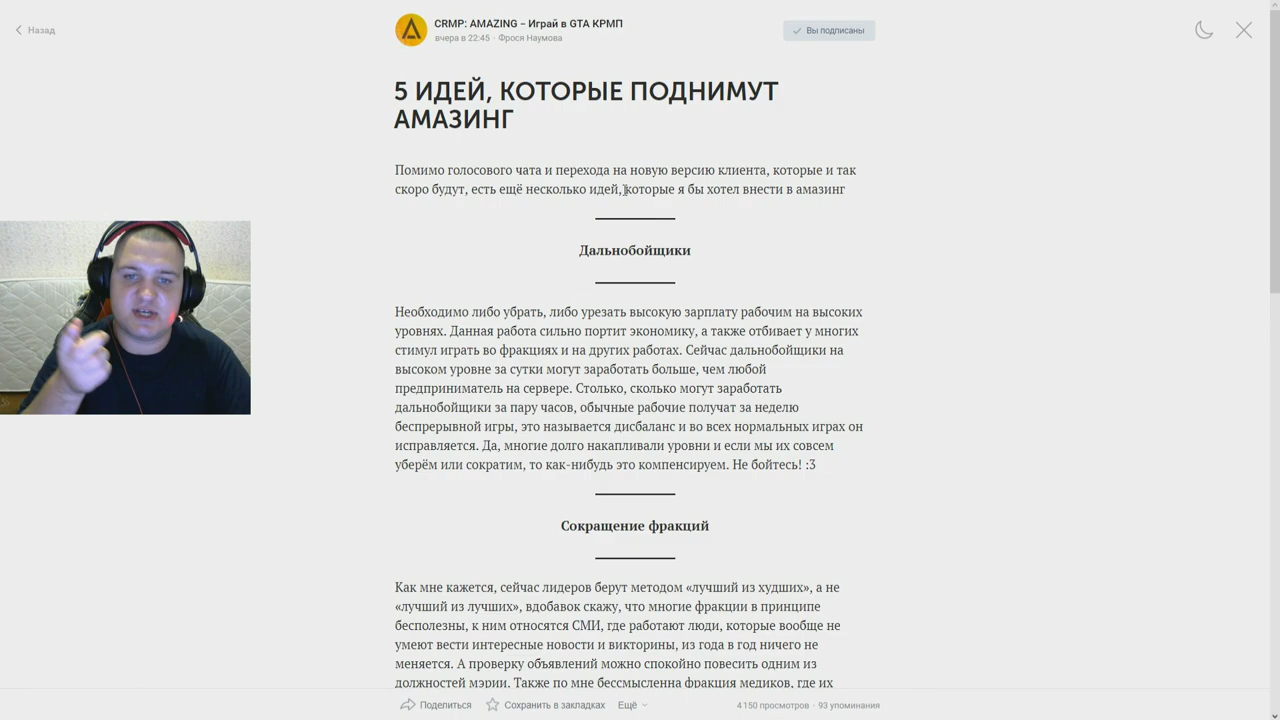 Назад
CRMP: AMAZING – Играй в GTA КРМП
вчера в 22:45 · Фрося Наумова
Вы подписаны
5 ИДЕЙ, КОТОРЫЕ ПОДНИМУТ
АМАЗИНГ
Помимо голосового чата и перехода на новую версию клиента, которые и так
скоро будут, есть ещё несколько идей, которые я бы хотел внести в амазинг
Дальнобойщики
Необходимо либо убрать, либо урезать высокую зарплату рабочим на высоких
уровнях. Данная работа сильно портит экономику, а также отбивает у многих
стимул играть во фракциях и на других работах. Сейчас дальнобойщики на
высоком уровне за сутки могут заработать больше, чем любой
предприниматель на сервере. Столько, сколько могут заработать
дальнобойщики за пару часов, обычные рабочие получат за неделю
беспрерывной игры, это называется дисбаланс и во всех нормальных играх он
исправляется. Да, многие долго накапливали уровни и если мы их совсем
уберём или сократим, то как-нибудь это компенсируем. Не бойтесь! :3
Сокращение фракций
Как мне кажется, сейчас лидеров берут методом «лучший из худших», а не
«лучший из лучших», вдобавок скажу, что многие фракции в принципе
бесполезны, к ним относятся СМИ, где работают люди, которые вообще не
умеют вести интересные новости и викторины, из года в год ничего не
меняется. А проверку объявлений можно спокойно повесить одним из
должностей мэрии. Также по мне бессмысленна фракция медиков, где их
Поделиться
Сохранить в закладках
Ещё
4 150 просмотров · 93 упоминания